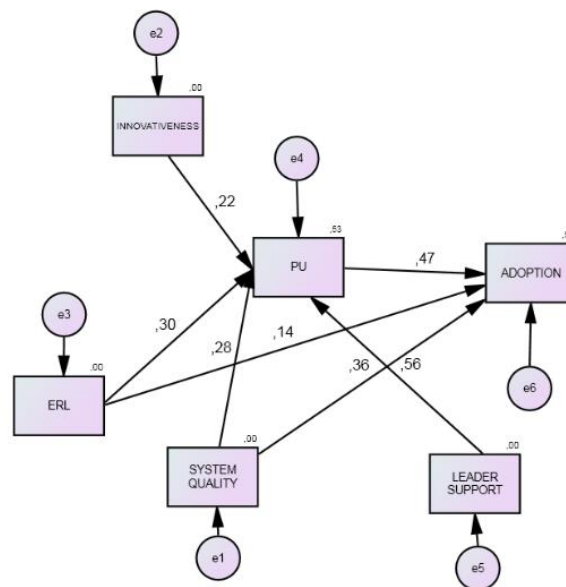 e2
,00
INNOVATIVENESS
e4
,22
,53
PU
,47
ADOPTION
e3
,30
,14
,28
,00
ERL
,36
,56
e6
,00
SYSTEM
QUALITY
,00
LEADER
SUPPORT
e1
e5